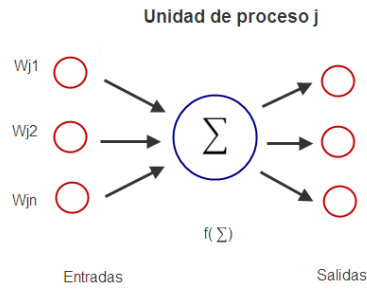 Unidad de proceso j
Wj1
Wj2
Wjn
∑
f( ∑)
Entradas
Salidas